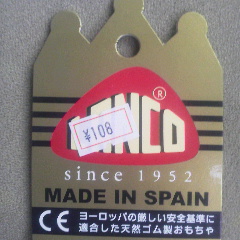 ®
¥108
since 1952
MADE IN SPAIN
CE ヨーロッパの厳しい安全基準に
適合した天然ゴム製おもちゃ